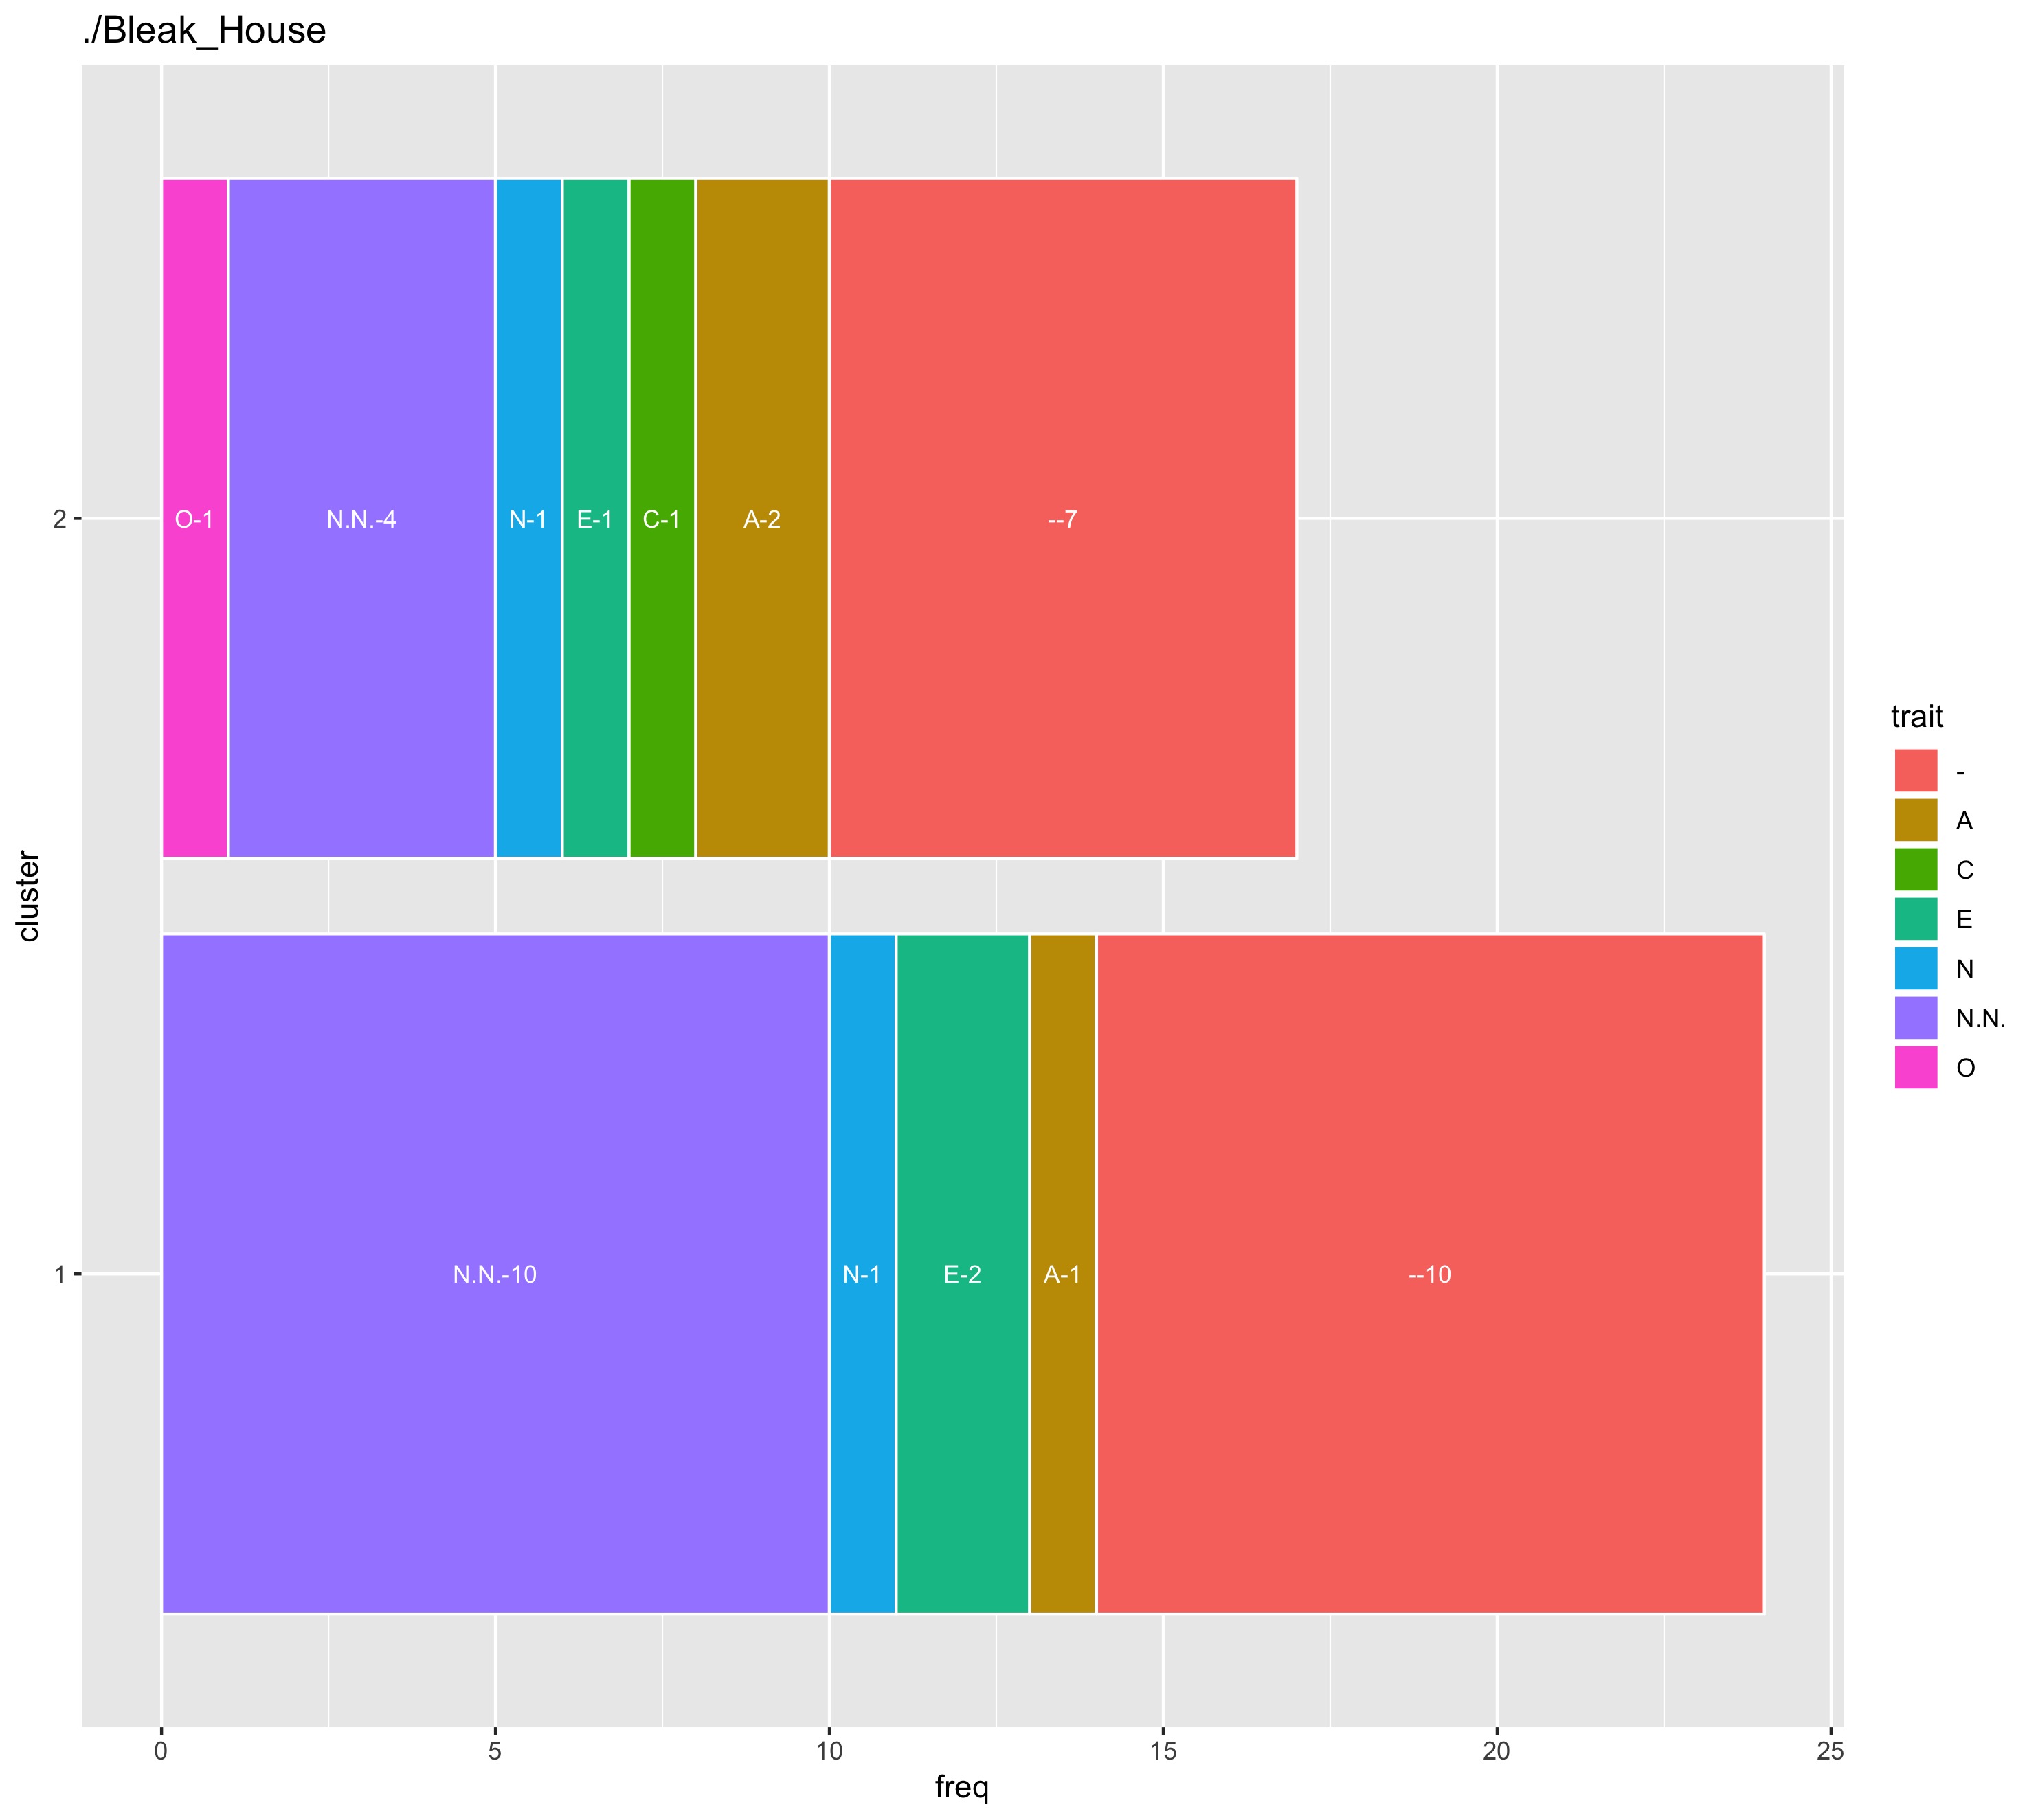 ./Bleak_House
2
O-1 N.N.-4 N-1 E-1 C-1 A-2 --7
cluster
1
N.N.-10 N-1 E-2 A-1 --10
0 5 10 15 20 25
freq
trait
-
A
C
E
N
N.N.
O